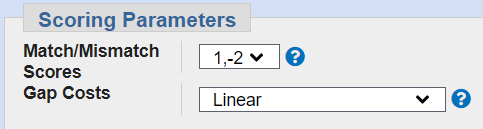 Scoring Parameters
Match/Mismatch
Scores
1,-2
?
Gap Costs
Linear
?